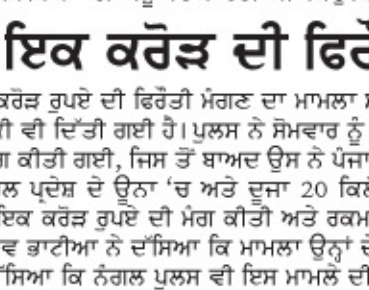 ਇਕ ਕਰੋੜ ਦੀ ਫਿਰੌ
ਕਰੋੜ ਰੁਪਏ ਦੀ ਫਿਰੌਤੀ ਮੰਗਣ ਦਾ ਮਾਮਲਾ
ੀ ਵੀ ਦਿੱਤੀ ਗਈ ਹੈ। ਪੁਲਸ ਨੇ ਸੋਮਵਾਰ ਨੂੰ
ਗ ਕੀਤੀ ਗਈ, ਜਿਸ ਤੋਂ ਬਾਅਦ ਉਸ ਨੇ ਪੰਜਾ
ਲ ਪ੍ਰਦੇਸ਼ ਦੇ ਊਨਾ ‘ਚ ਅਤੇ ਦੂਜਾ 20 ਕਿਲੋ
ਇਕ ਕਰੋੜ ਰੁਪਏ ਦੀ ਮੰਗ ਕੀਤੀ ਅਤੇ ਰਕਮ
ਵ ਭਾਟੀਆ ਨੇ ਦੱਸਿਆ ਕਿ ਮਾਮਲਾ ਉਨ੍ਹਾਂ ਦੇ
ੱਸਿਆ ਕਿ ਨੰਗਲ ਪੁਲਸ ਵੀ ਇਸ ਮਾਮਲੇ ਦੀ